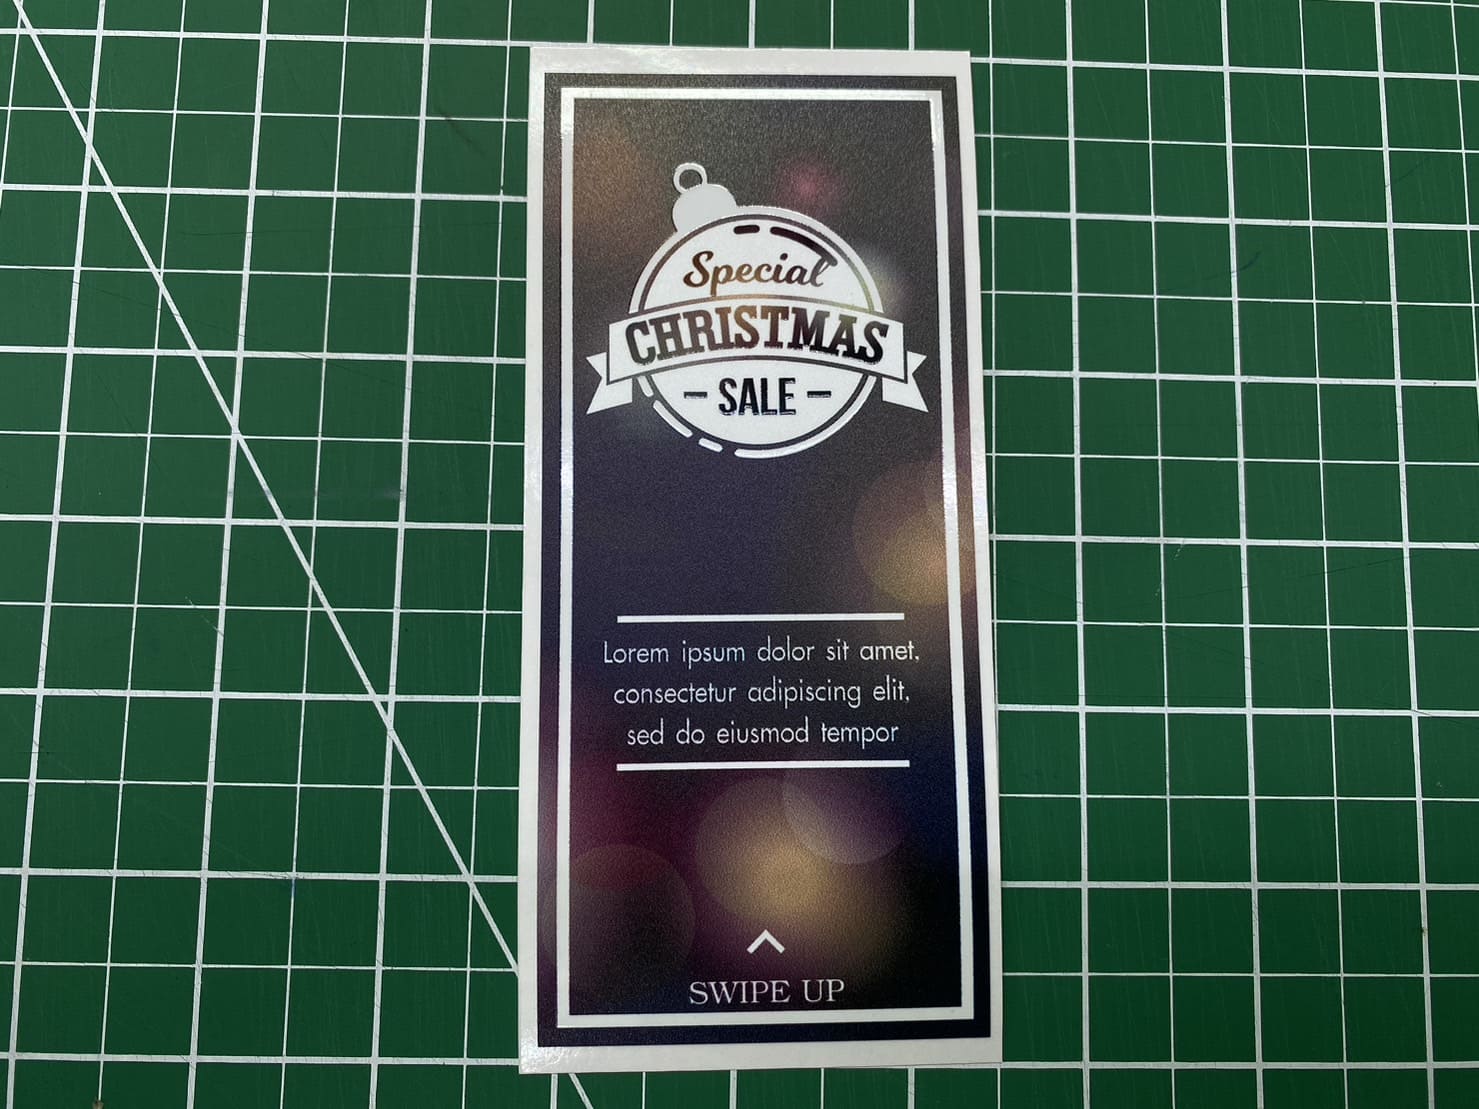 Special
CHRISTMAS
- SALE -
Lorem ipsum dolor sit amet,
consectetur adipiscing elit,
sed do eiusmod tempor
SWIPE UP